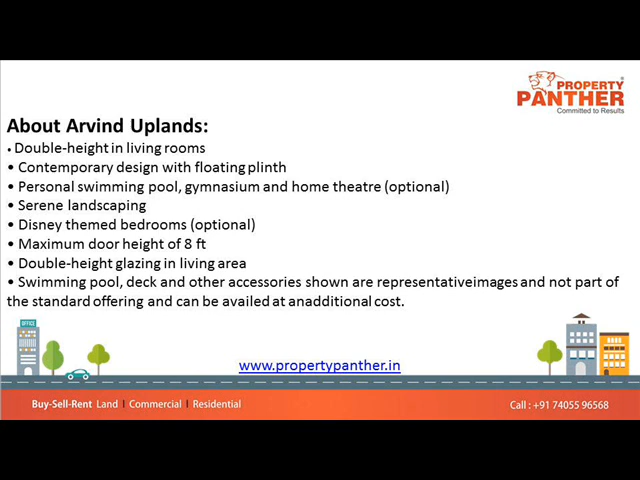 PROPERTY
PANTHER
Committed to Results
About Arvind Uplands:
• Double-height in living rooms
• Contemporary design with floating plinth
• Personal swimming pool, gymnasium and home theatre (optional)
• Serene landscaping
• Disney themed bedrooms (optional)
• Maximum door height of 8 ft
• Double-height glazing in living area
• Swimming pool, deck and other accessories shown are representativeimages and not part of
the standard offering and can be availed at anadditional cost.
OFFICE
www.propertypanther.in
Buy-Sell-Rent Land | Commercial | Residential
Call : +91 74055 96568